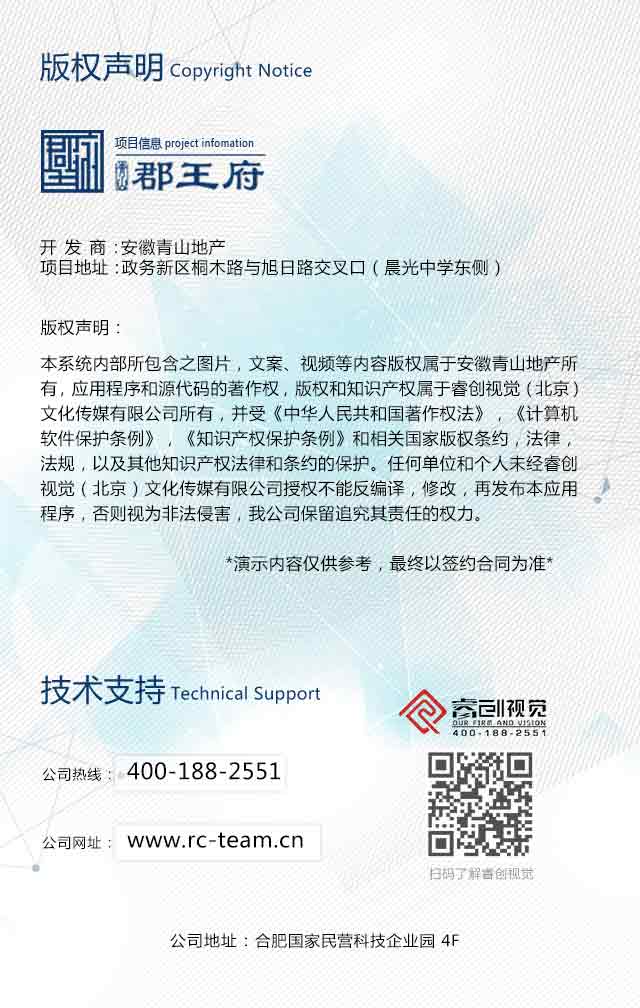 版权声明 Copyright Notice
项目信息 project infomation
郡王府
开 发 商 : 安徽青山地产
项目地址 : 政务新区桐木路与旭日路交叉口（晨光中学东侧）
版权声明：
本系统内部所包含之图片，文案、视频等内容版权属于安徽青山地产所
有，应用程序和源代码的著作权，版权和知识产权属于睿创视觉（北京）
文化传媒有限公司所有，并受《中华人民共和国著作权法》，《计算机
软件保护条例》，《知识产权保护条例》和相关国家版权条约，法律，
法规，以及其他知识产权法律和条约的保护。任何单位和个人未经睿创
视觉（北京）文化传媒有限公司授权不能反编译，修改，再发布本应用
程序，否则视为非法侵害，我公司保留追究其责任的权力。
*演示内容仅供参考，最终以签约合同为准*
技术支持 Technical Support
睿创视觉
OUR FIRM AND VISION
400-188-2551
公司热线： 400-188-2551
公司网址： www.rc-team.cn
扫码了解睿创视觉
公司地址：合肥国家民营科技企业园 4F